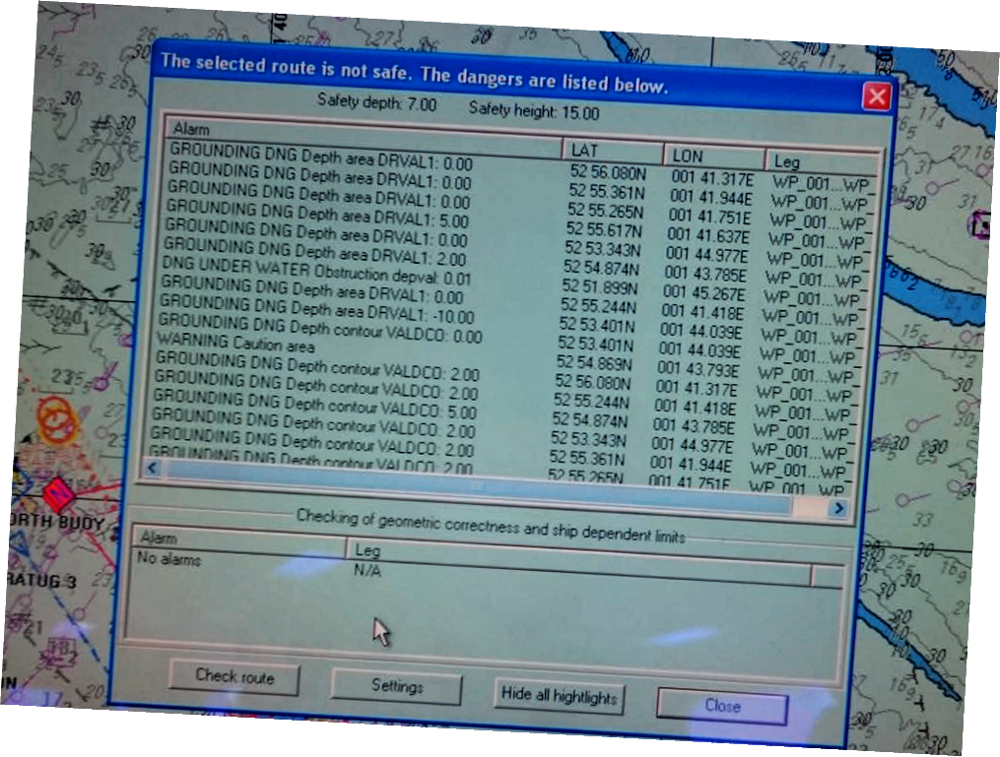 The selected route is not safe. The dangers are listed below.
Safety depth: 7.00 Safety height: 15.00
Alarm LAT LON Leg
GROUNDING DNG Depth area DRVAL1: 0.00 52 56.080N 001 41.317E WP_001...WP_
GROUNDING DNG Depth area DRVAL1: 0.00 52 55.361N 001 41.944E WP_001...WP_
GROUNDING DNG Depth area DRVAL1: 0.00 52 55.265N 001 41.751E WP_001...WP_
GROUNDING DNG Depth area DRVAL1: 5.00 52 55.617N 001 41.637E WP_001...WP_
GROUNDING DNG Depth area DRVAL1: 0.00 52 53.343N 001 44.977E WP_001...WP_
GROUNDING DNG Depth area DRVAL1: 2.00 52 54.874N 001 43.785E WP_001...WP_
DNG UNDER WATER Obstruction depval: 0.01 52 51.899N 001 45.267E WP_001...WP_
GROUNDING DNG Depth area DRVAL1: 0.00 52 55.244N 001 41.418E WP_001...WP_
GROUNDING DNG Depth area DRVAL1: -10.00 52 53.401N 001 44.039E WP_001...WP_
GROUNDING DNG Depth contour VALDCO: 0.00 52 53.401N 001 44.039E WP_001...WP_
WARNING Caution area 52 54.869N 001 43.793E WP_001...WP_
GROUNDING DNG Depth contour VALDCO: 2.00 52 56.080N 001 41.317E WP_001...WP_
GROUNDING DNG Depth contour VALDCO: 2.00 52 55.244N 001 41.418E WP_001...WP_
GROUNDING DNG Depth contour VALDCO: 5.00 52 54.874N 001 43.785E WP_001...WP_
GROUNDING DNG Depth contour VALDCO: 2.00 52 53.343N 001 44.977E WP_001...WP_
GROUNDING DNG Depth contour VALDCO: 2.00 52 55.361N 001 41.944E WP_001...WP_
GROUNDING DNG Depth contour VALDCO: 2.00 52 55.265N 001 41.751E WP_001...WP_
Checking of geometric correctness and ship dependent limits
Alarm Leg
No alarms N/A
Check route Settings Hide all hightlights Close
ORTH BUOY
RATUG 3